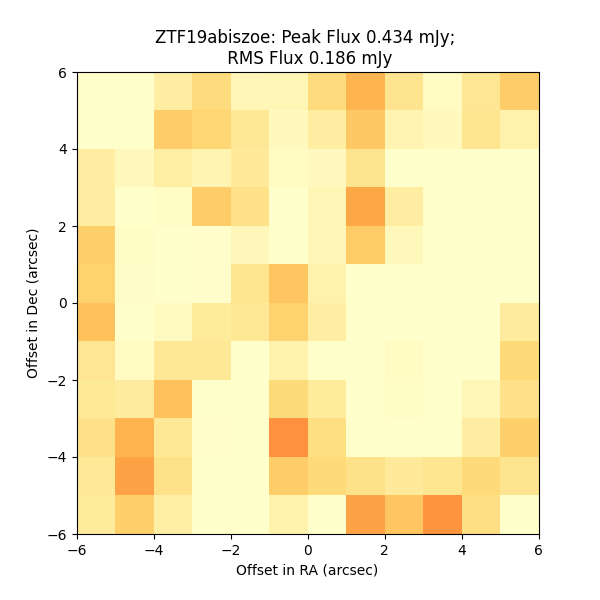 ZTF19abiszoe: Peak Flux 0.434 mJy;
RMS Flux 0.186 mJy
6
4
2
0
−2
−4
−6
Offset in Dec (arcsec)
−6 −4 −2 0 2 4 6
Offset in RA (arcsec)